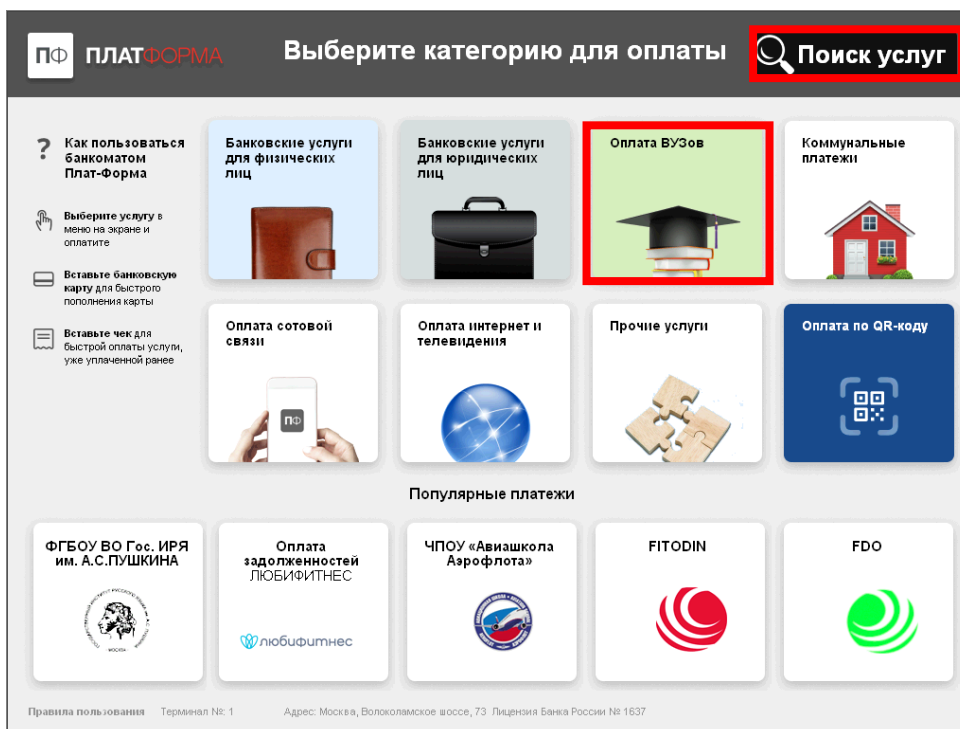 ПФ ПЛАТФОРМА
Выберите категорию для оплаты
Поиск услуг
? Как пользоваться
банкоматом
Плат-Форма
Выберите услугу в
меню на экране и
оплатите
Вставьте банковскую
карту для быстрого
пополнения карты
Вставьте чек для
быстрой оплаты услуги,
уже уплаченной ранее
Банковские услуги
для физических
лиц
Банковские услуги
для юридических
лиц
Оплата ВУЗов
Коммунальные
платежи
Оплата сотовой
связи
ПФ
Оплата интернет и
телевидения
Прочие услуги
Оплата по QR-коду
Популярные платежи
ФГБОУ ВО Гос. ИРЯ
им. А.С.ПУШКИНА
Оплата
задолженностей
ЛЮБИФИТНЕС
любифитнес
ЧПОУ «Авиашкола
Аэрофлота»
FITODIN
FDO
Правила пользования Терминал №: 1 Адрес: Москва, Волоколамское шоссе, 73 Лицензия Банка России № 1637